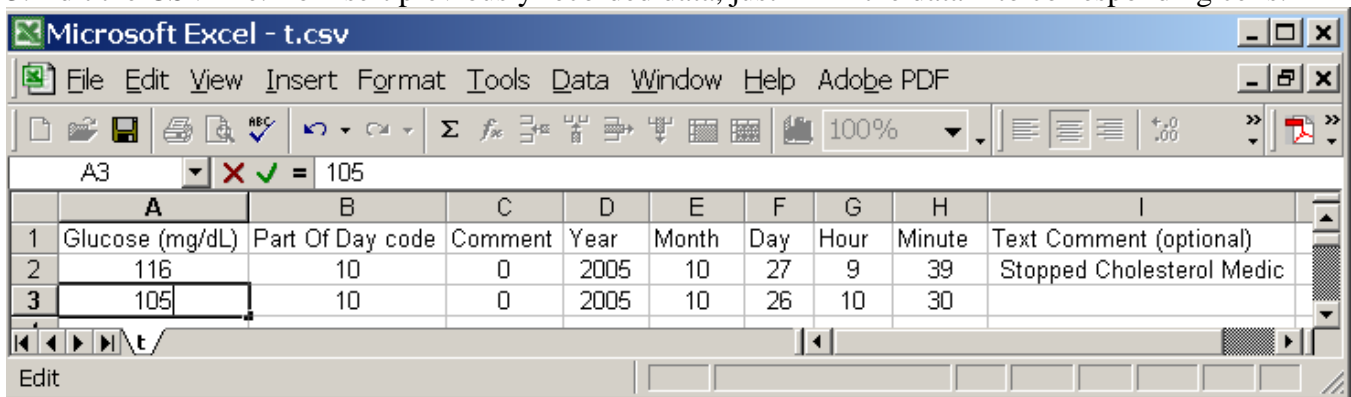 Microsoft Excel - t.csv
File Edit View Insert Format Tools Data Window Help Adobe PDF
ABC Σ fx 100% »
A3 = 105
A B C D E F G H I
1 Glucose (mg/dL) Part Of Day code Comment Year Month Day Hour Minute Text Comment (optional)
2 116 10 0 2005 10 27 9 39 Stopped Cholesterol Medic
3 105 10 0 2005 10 26 10 30
t
Edit